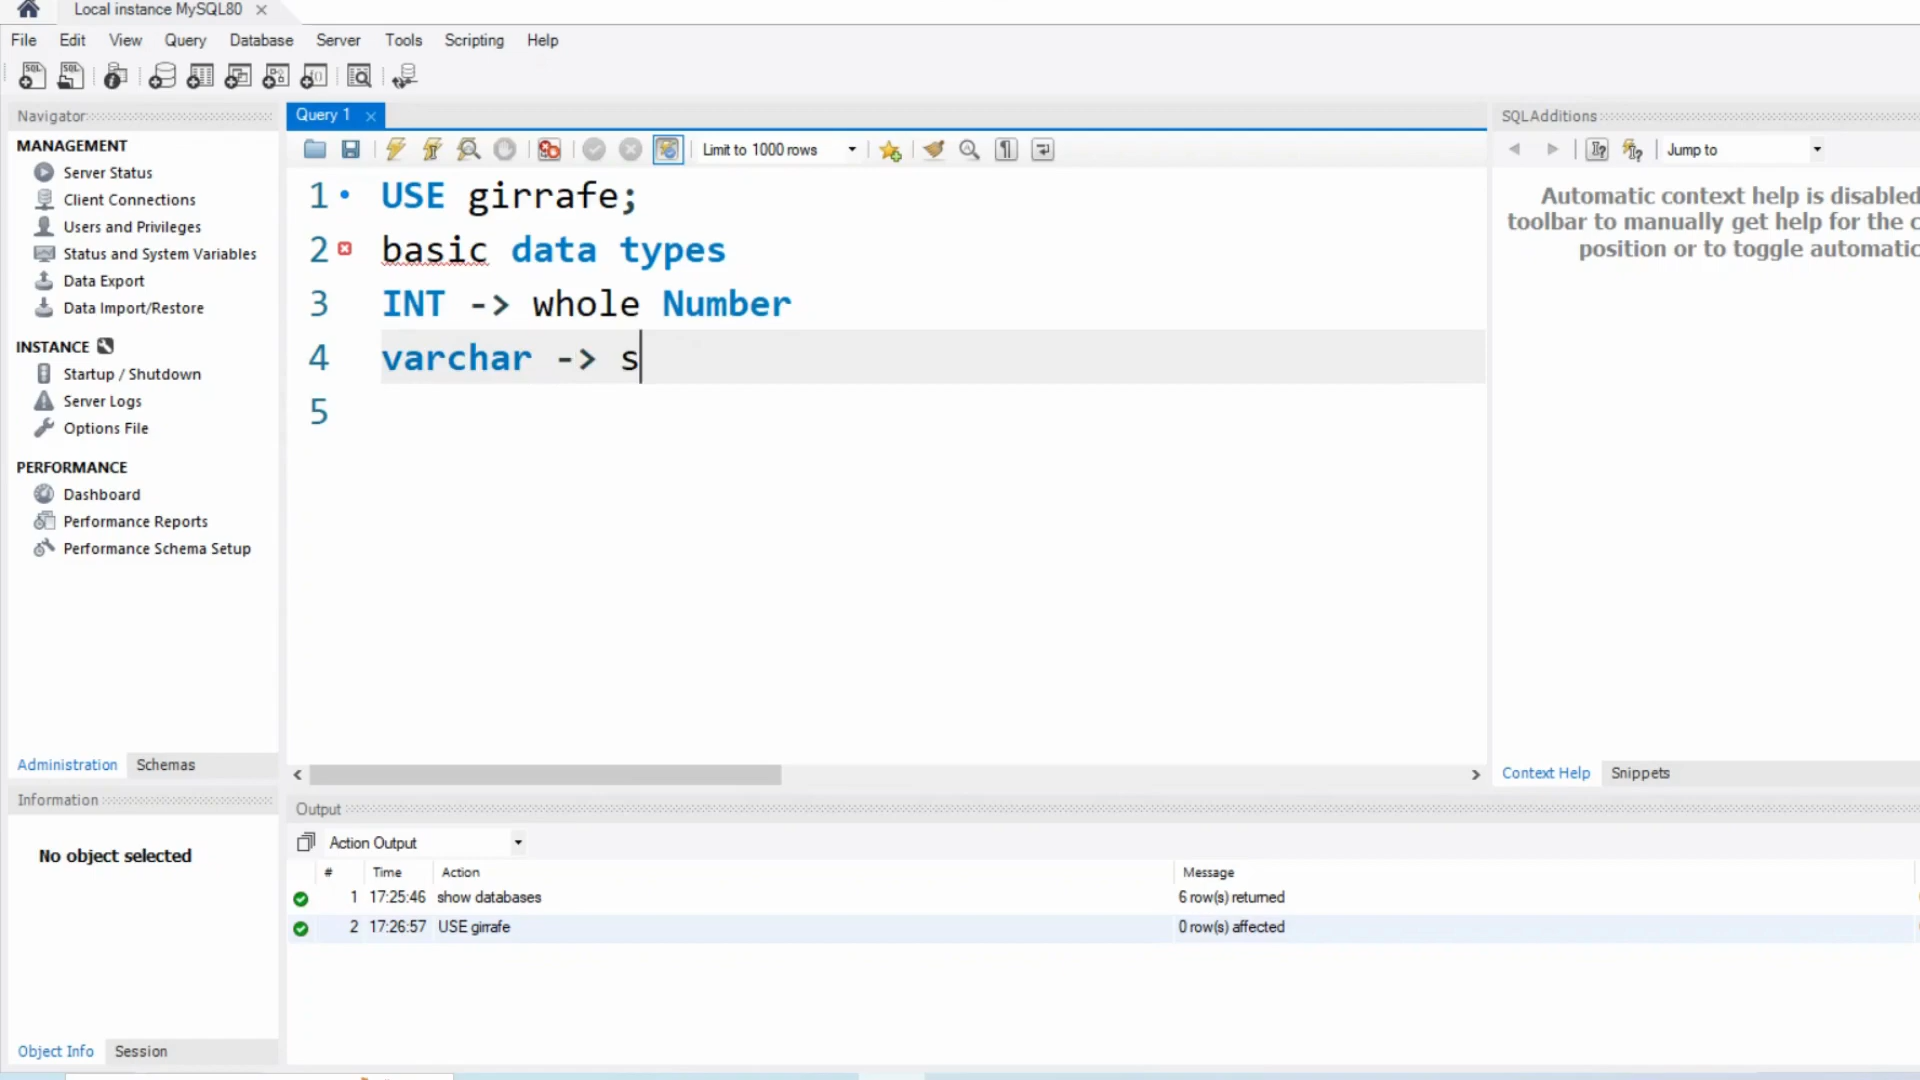 Local instance MySQL80
File Edit View Query Database Server Tools Scripting Help
Navigator
MANAGEMENT
Server Status
Client Connections
Users and Privileges
Status and System Variables
Data Export
Data Import/Restore
INSTANCE
Startup / Shutdown
Server Logs
Options File
PERFORMANCE
Dashboard
Performance Reports
Performance Schema Setup
Administration Schemas
Information
No object selected
Object Info Session
Query 1
Limit to 1000 rows
1 USE girrafe;
2 basic data types
3 INT -> whole Number
4 varchar -> s
5
SQLAdditions
Jump to
Automatic context help is disabled
toolbar to manually get help for the c
position or to toggle automatic
Context Help Snippets
Output
Action Output
# Time Action Message
1 17:25:46 show databases 6 row(s) returned
2 17:26:57 USE girrafe 0 row(s) affected